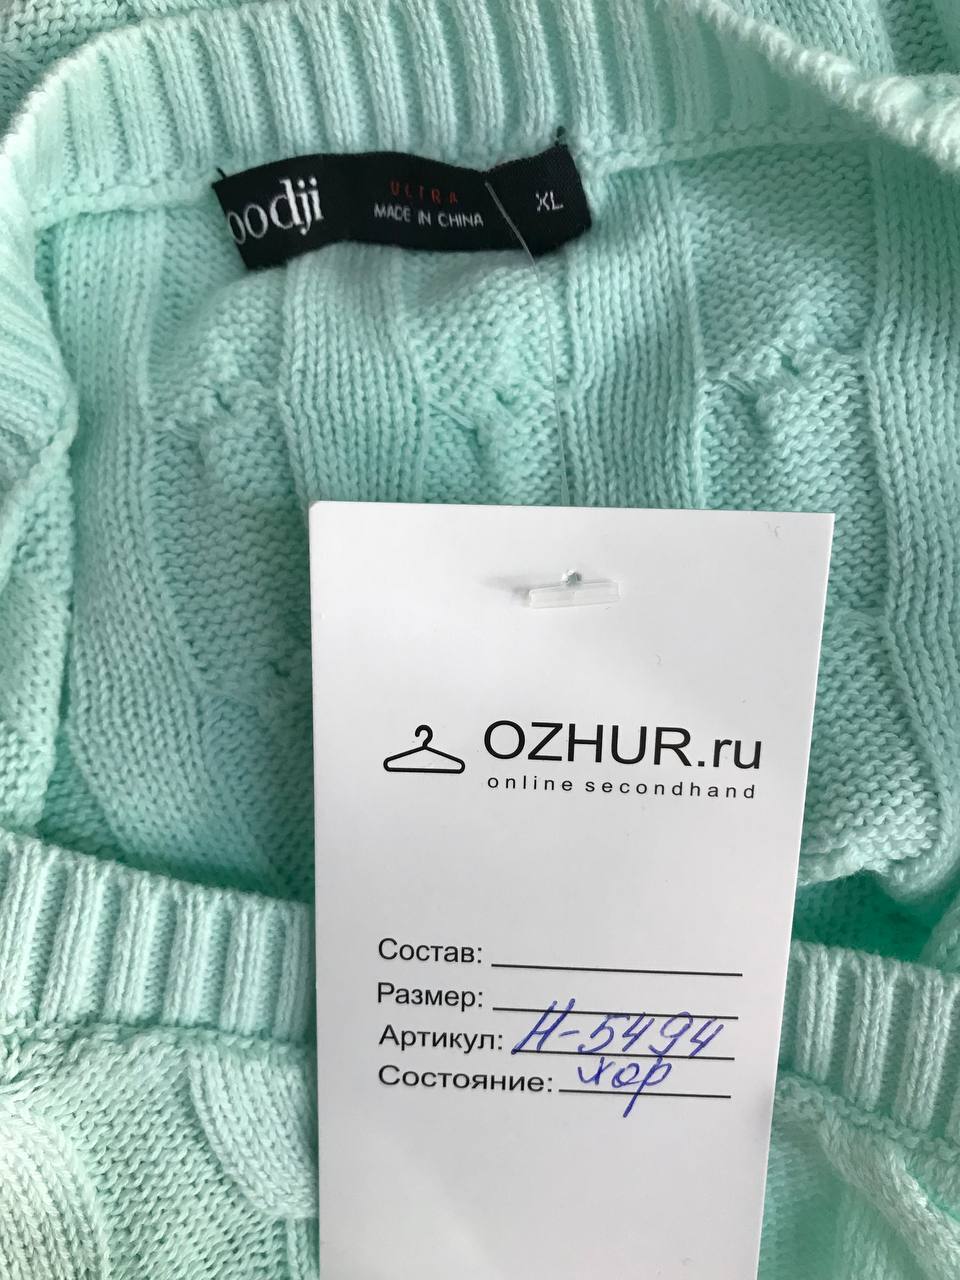 oodji
ULTRA
MADE IN CHINA
XL
OZHUR.ru
online secondhand
Состав:
Размер:
Артикул: Н-5494
Состояние: хор